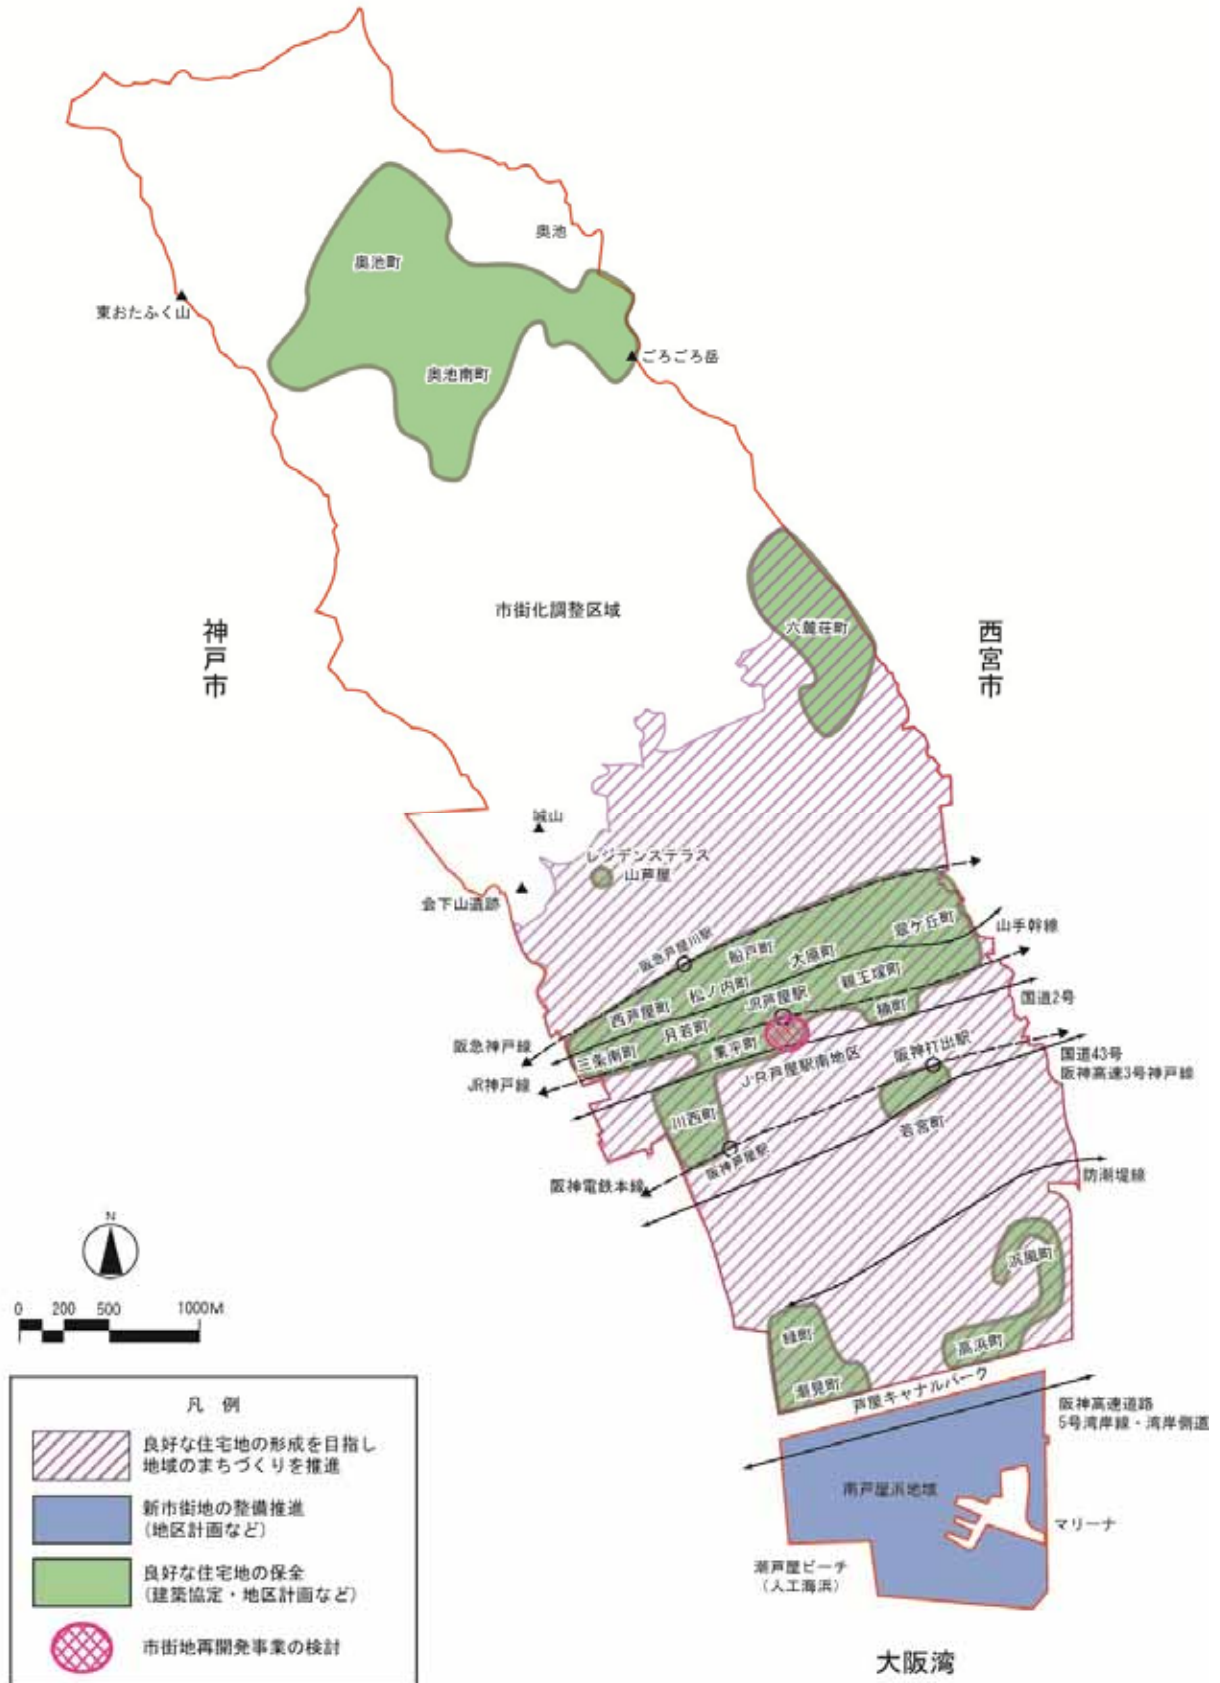 奥池
奥池町
東おたふく山
ごろごろ岳
奥池南町
市街化調整区域
神戸市
六麓荘町
西宮市
城山
レジデンステラス
山芦屋
会下山遺跡
翠ケ丘町
山手幹線
大原町
船戸町
阪急芦屋川駅
親王塚町
松ノ内町
JR芦屋駅
西芦屋町
楠町
国道2号
月若町
業平町
三条南町
阪急神戸線
JR芦屋駅南地区
阪神打出駅
国道43号
阪神高速3号神戸線
JR神戸線
川西町
若宮町
阪神芦屋駅
阪神電鉄本線
防潮堤線
浜風町
N
0 200 500 1000M
緑町
高浜町
潮見町
芦屋キャナルパーク
阪神高速道路
5号湾岸線・湾岸側道
南芦屋浜地域
マリーナ
潮芦屋ビーチ
(人工海浜)
大阪湾
凡例
良好な住宅地の形成を目指し
地域のまちづくりを推進
新市街地の整備推進
(地区計画など)
良好な住宅地の保全
(建築協定・地区計画など)
市街地再開発事業の検討